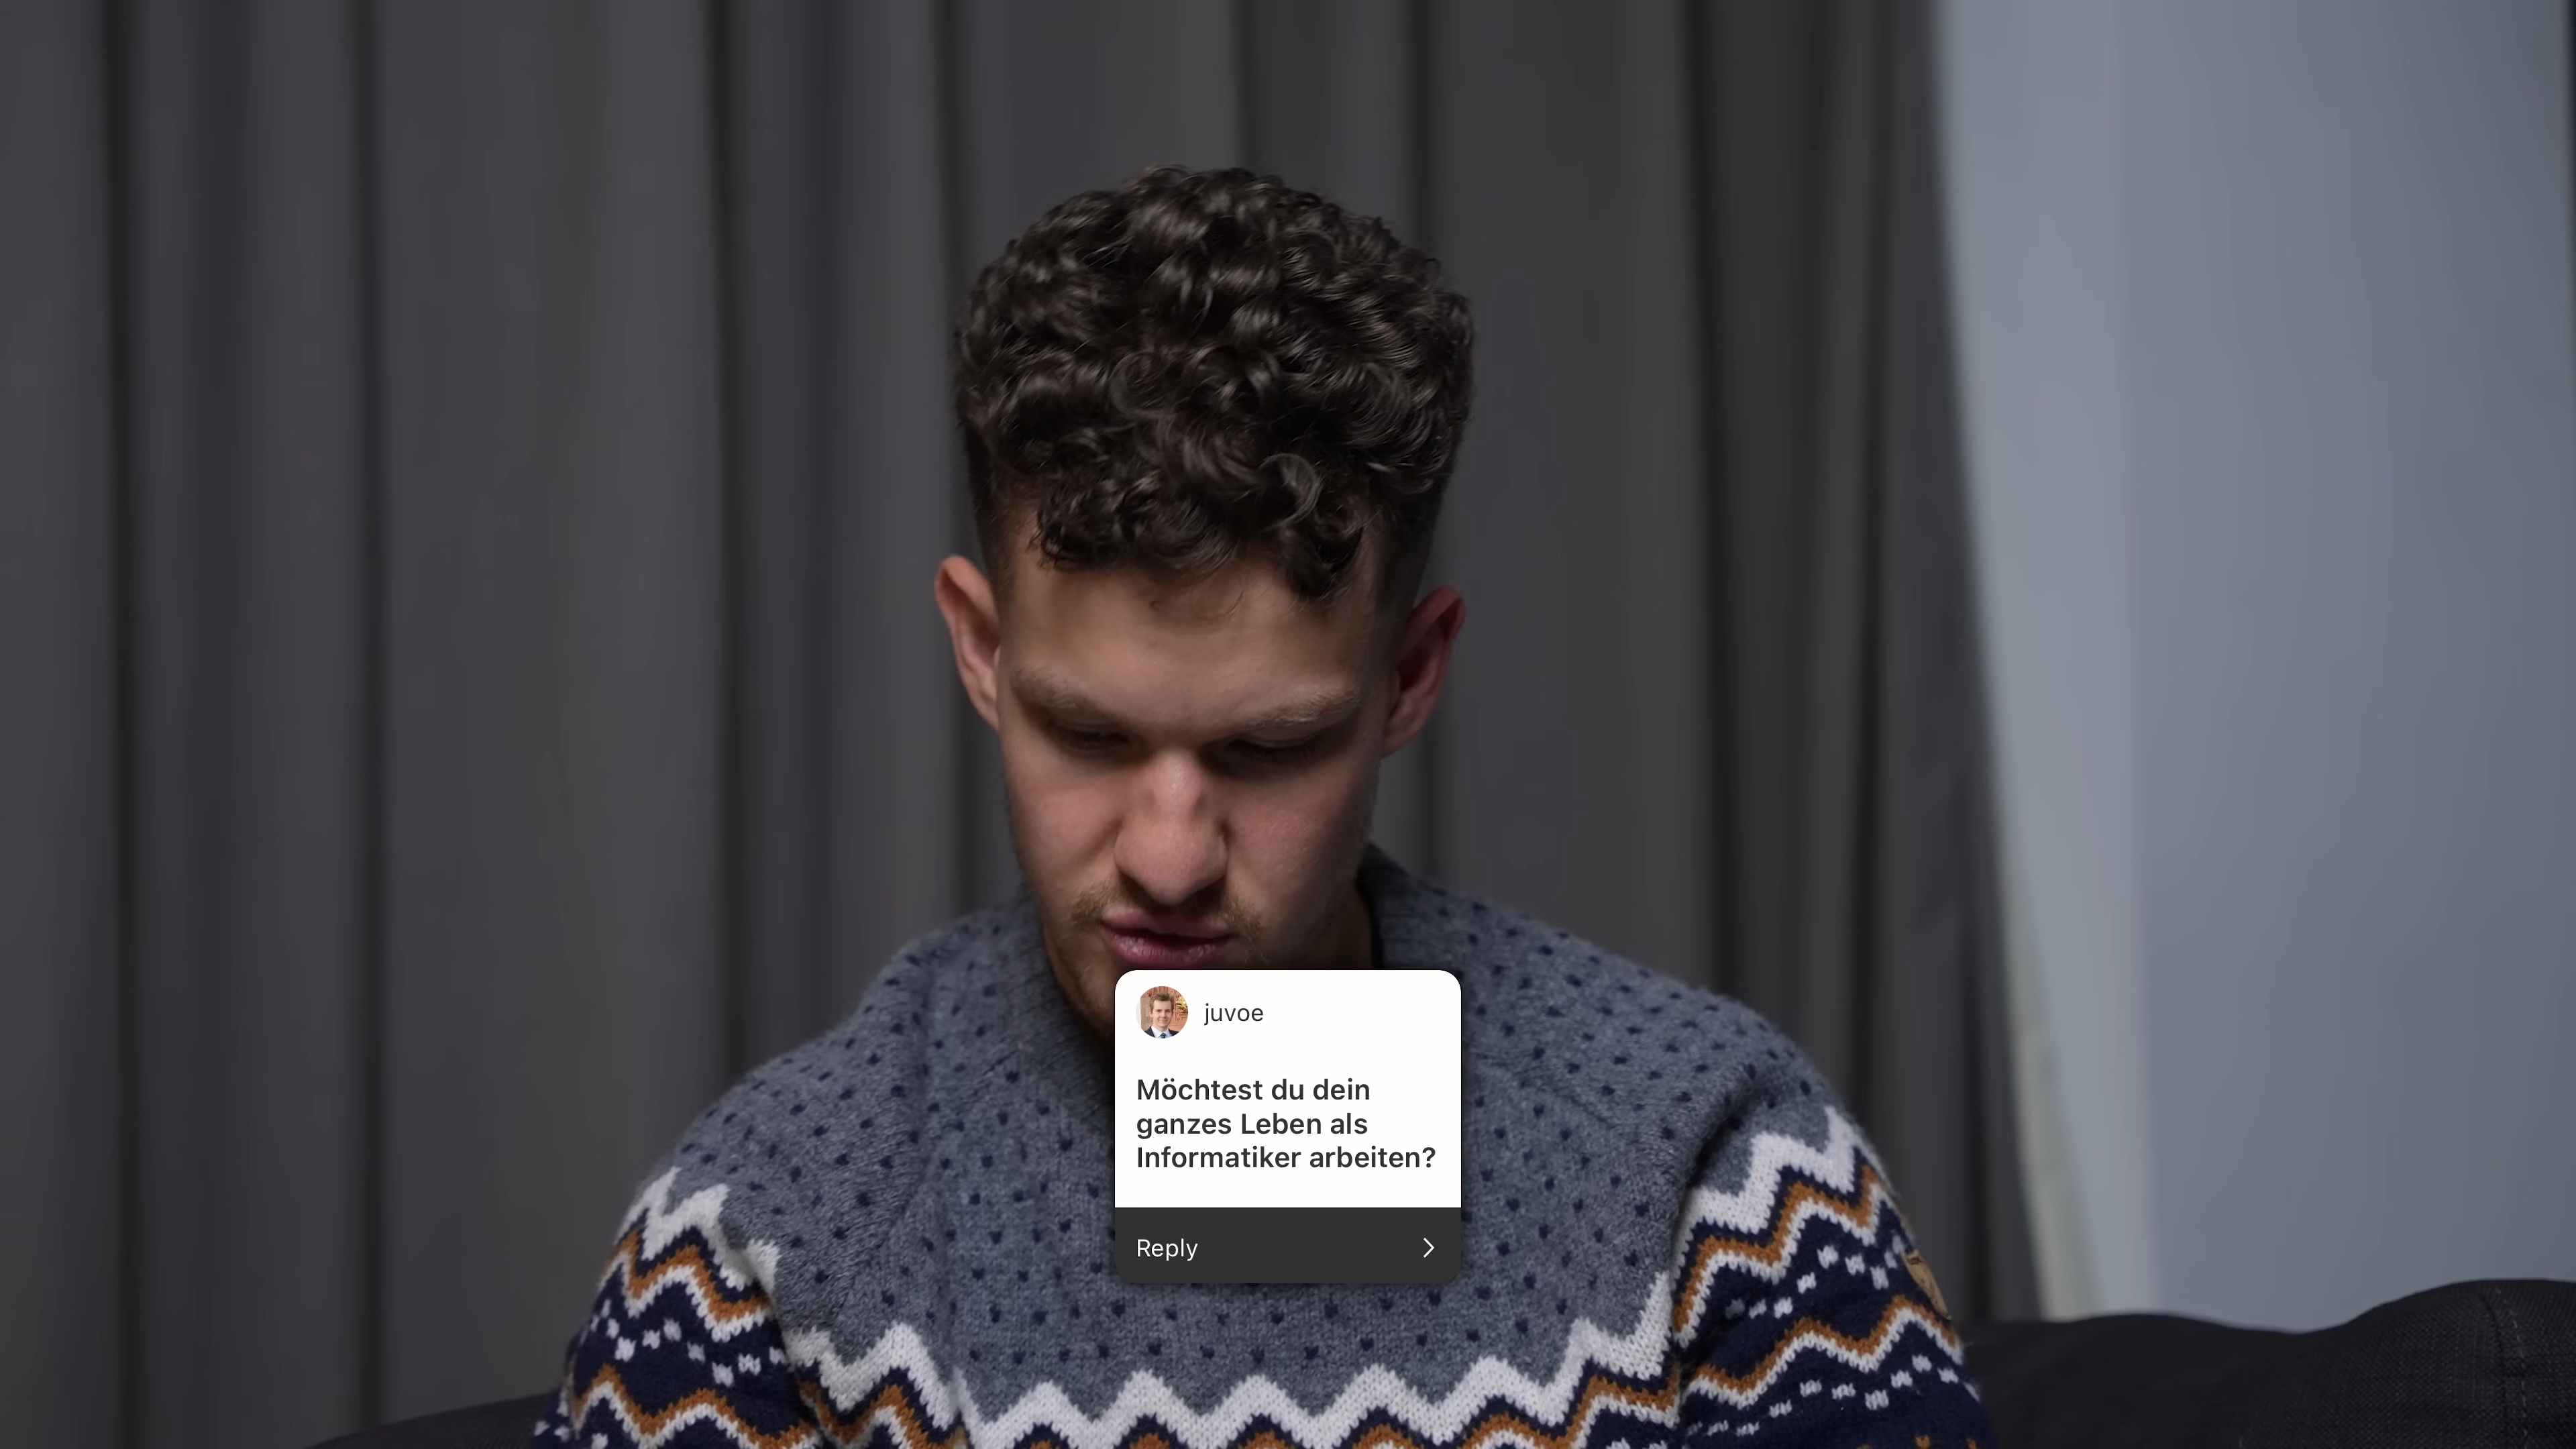 juvoe
Möchtest du dein
ganzes Leben als
Informatiker arbeiten?
Reply